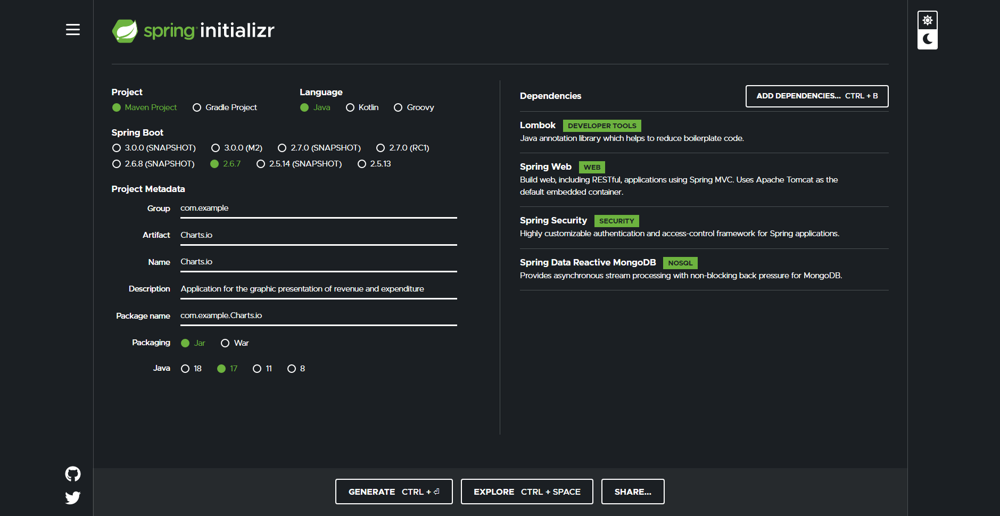 spring initializr
Project
Maven Project Gradle Project
Language
Java Kotlin Groovy
Spring Boot
3.0.0 (SNAPSHOT) 3.0.0 (M2) 2.7.0 (SNAPSHOT) 2.7.0 (RC1)
2.6.8 (SNAPSHOT) 2.6.7 2.5.14 (SNAPSHOT) 2.5.13
Project Metadata
Group com.example
Artifact Charts.io
Name Charts.io
Description Application for the graphic presentation of revenue and expenditure
Package name com.example.Charts.io
Packaging Jar War
Java 18 17 11 8
Dependencies ADD DEPENDENCIES... CTRL + B
Lombok DEVELOPER TOOLS
Java annotation library which helps to reduce boilerplate code.
Spring Web WEB
Build web, including RESTful, applications using Spring MVC. Uses Apache Tomcat as the
default embedded container.
Spring Security SECURITY
Highly customizable authentication and access-control framework for Spring applications.
Spring Data Reactive MongoDB NOSQL
Provides asynchronous stream processing with non-blocking back pressure for MongoDB.
GENERATE CTRL + ⏎ EXPLORE CTRL + SPACE SHARE...